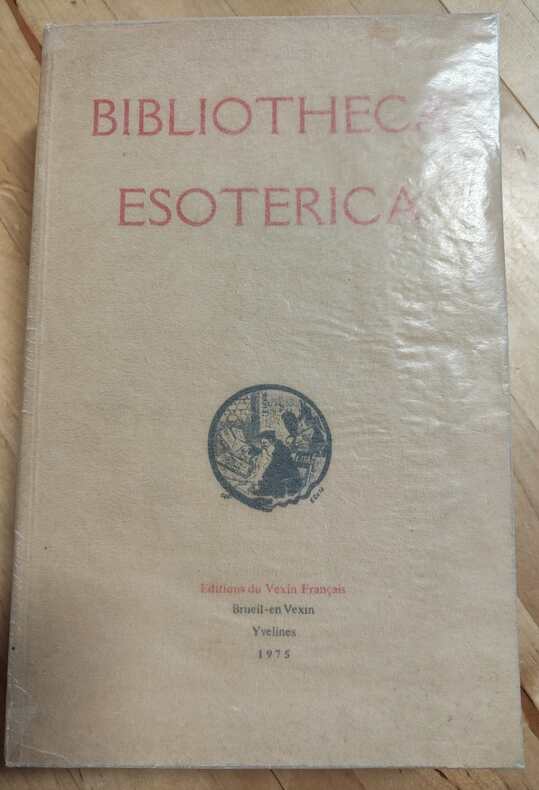 BIBLIOTHECA
ESOTERICA
Editions du Vexin Français
Brueil-en Vexin
Yvelines
1975